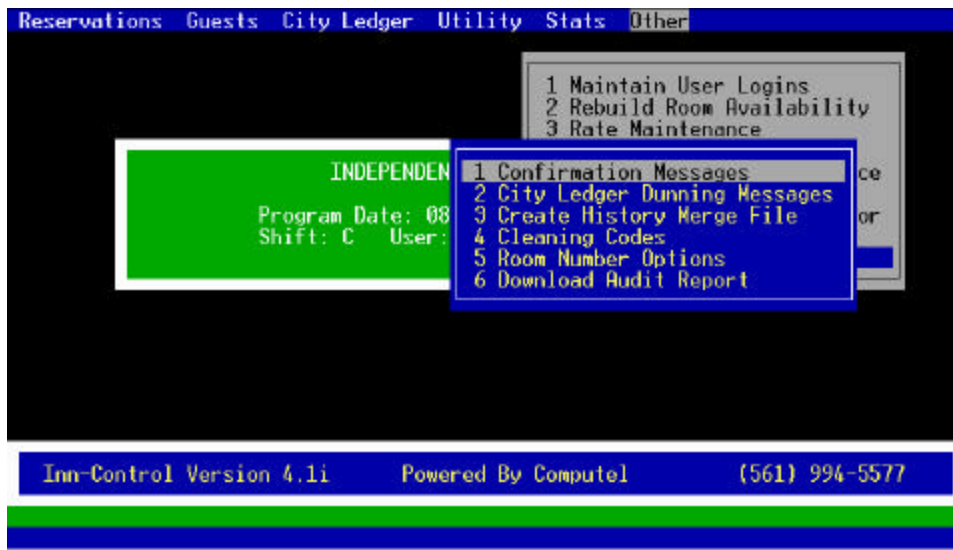 Reservations Guests City Ledger Utility Stats Other
1 Maintain User Logins
2 Rebuild Room Availability
3 Rate Maintenance
INDEPENDEN
Program Date: 08
Shift: C User:
1 Confirmation Messages
2 City Ledger Dunning Messages
3 Create History Merge File
4 Cleaning Codes
5 Room Number Options
6 Download Audit Report
ce
or
Inn-Control Version 4.1i Powered By Computel (561) 994-5577